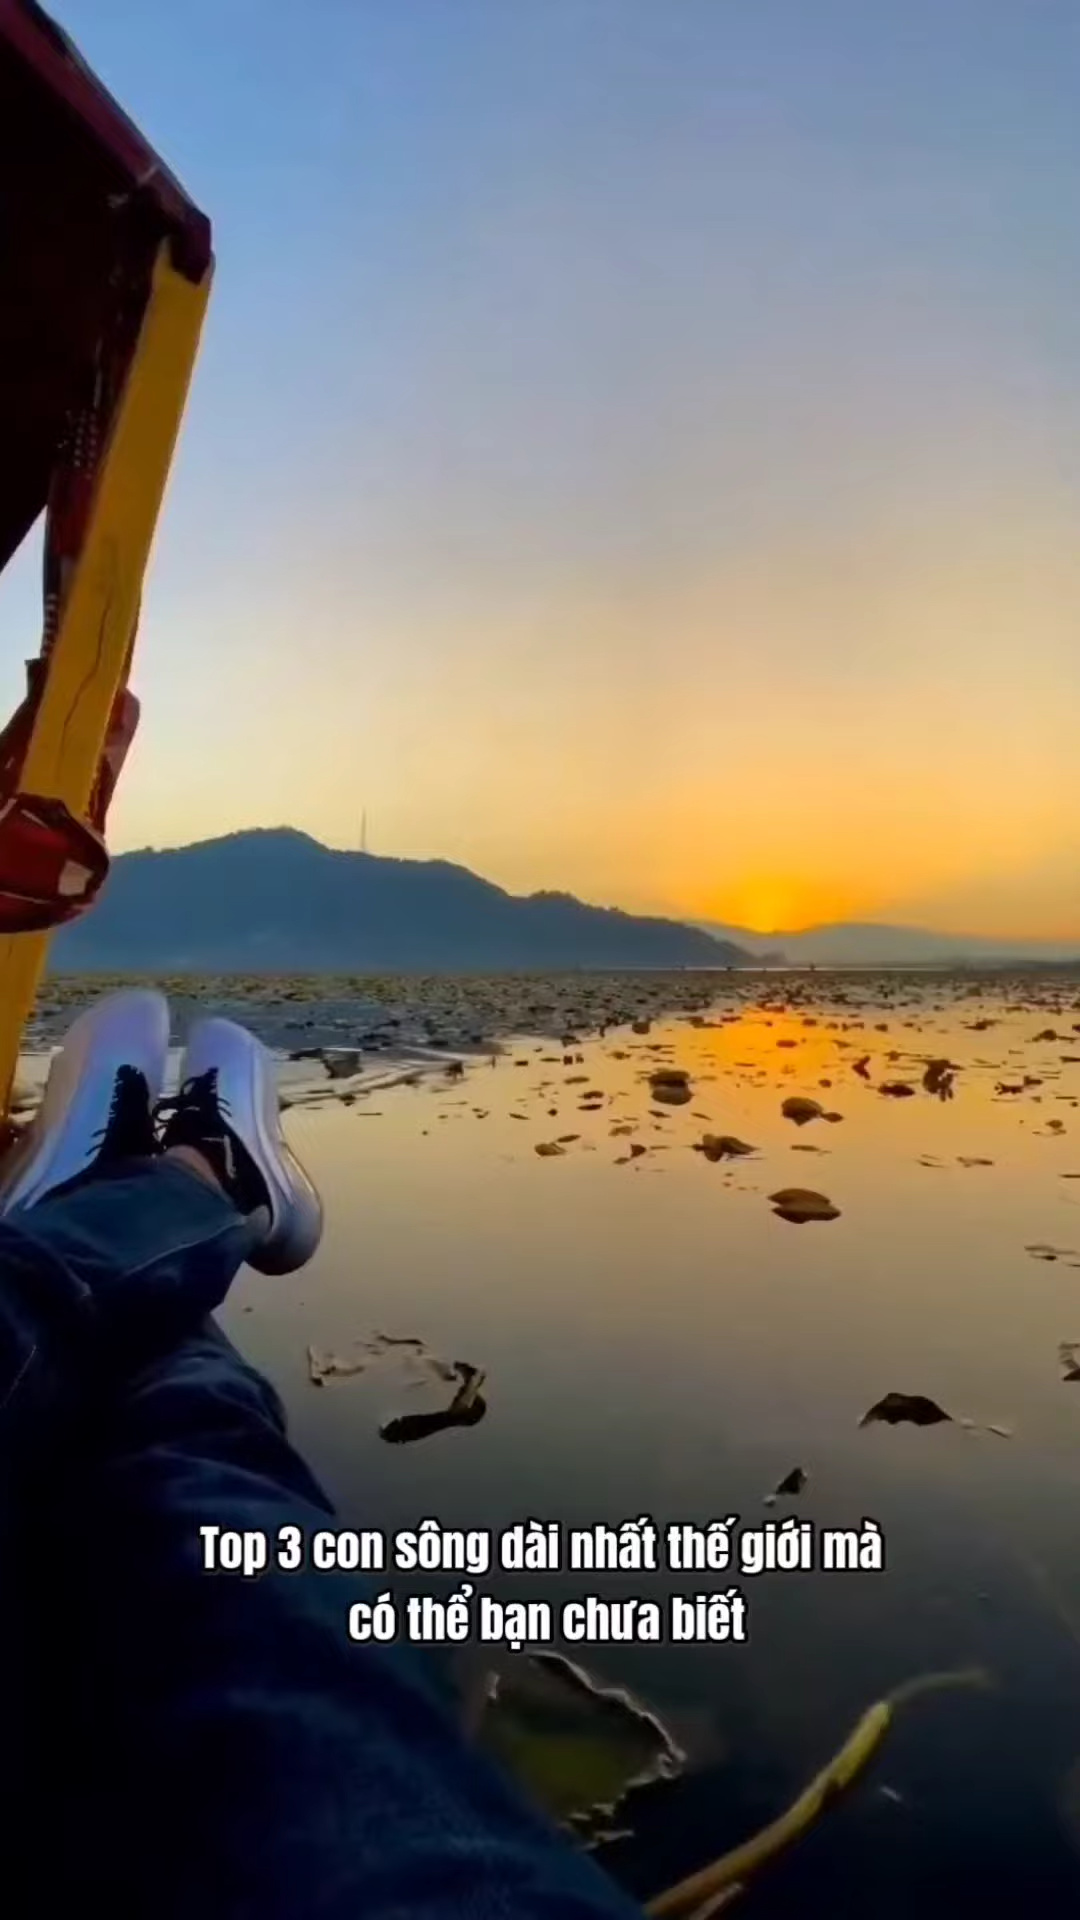 Top 3 con sông dài nhất thế giới mà
có thể bạn chưa biết